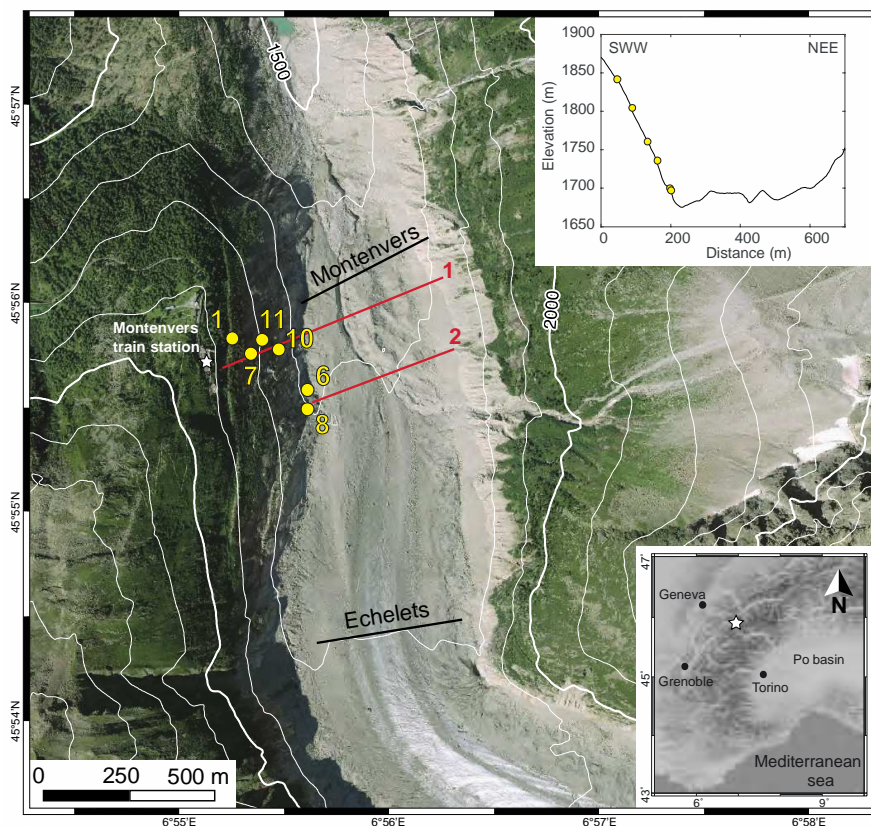 1500
2000
Montenvers
Montenvers
train station
Echelets
1
11
10
7
6
8
1
2
0 250 500 m
45°57'
45°56'
45°55'
45°54'
6°55'
6°56'
6°57'
6°58'
1900
1850
1800
1750
1700
1650
Elevation (m)
SWW NEE
0 200 400 600
Distance (m)
47°
45°
43°
Geneva
N
Po basin
Grenoble
Torino
Mediterranean
sea
6° 9°